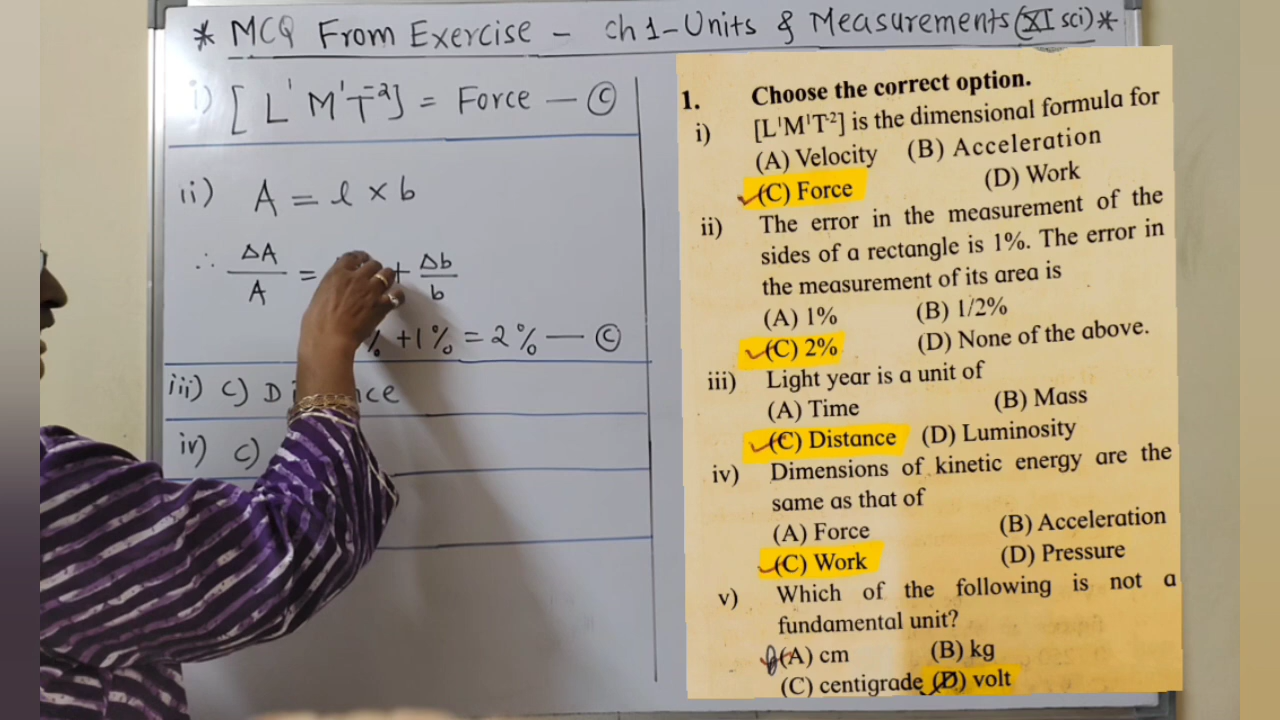 * MCQ From Exercise - Ch 1 - Units & Measurements (XI sci) *
i) [L¹M¹T⁻²] = Force — Ⓒ
ii) A = l × b
∴ ΔA/A = + Δb/b
% + 1% = 2% — Ⓒ
iii) C)
iv) C)
1. Choose the correct option.
i) [L¹M¹T⁻²] is the dimensional formula for
(A) Velocity (B) Acceleration
(C) Force (D) Work
ii) The error in the measurement of the
sides of a rectangle is 1%. The error in
the measurement of its area is
(A) 1% (B) 1/2%
(C) 2% (D) None of the above.
iii) Light year is a unit of
(A) Time (B) Mass
(C) Distance (D) Luminosity
iv) Dimensions of kinetic energy are the
same as that of
(A) Force (B) Acceleration
(C) Work (D) Pressure
v) Which of the following is not a
fundamental unit?
(A) cm (B) kg
(C) centigrade (D) volt